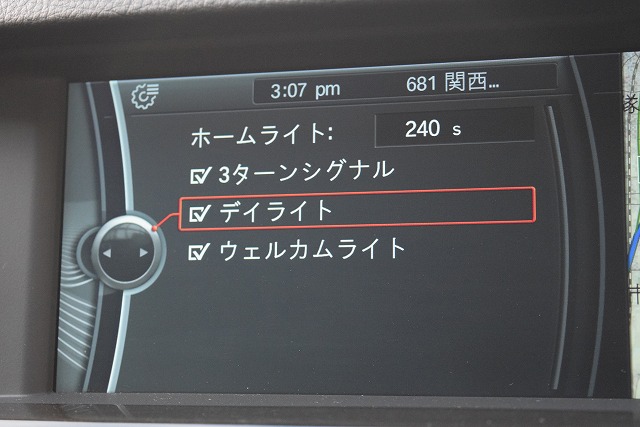 3:07 pm 681 関西...
ホームライト: 240 s
3ターンシグナル
デイライト
ウェルカムライト